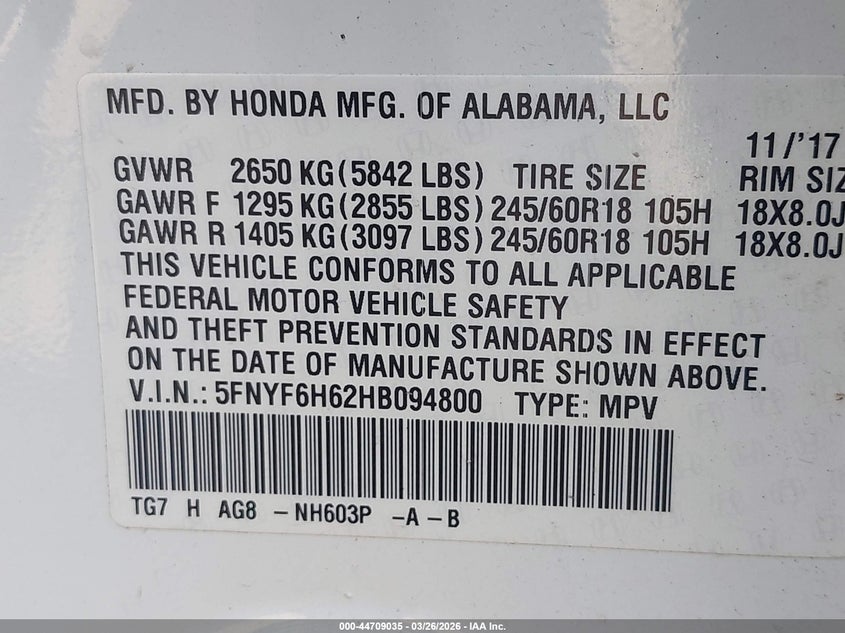 MFD. BY HONDA MFG. OF ALABAMA, LLC
11/'17
GVWR 2650 KG (5842 LBS) TIRE SIZE RIM SIZ
GAWR F 1295 KG (2855 LBS) 245/60R18 105H 18X8.0J
GAWR R 1405 KG (3097 LBS) 245/60R18 105H 18X8.0J
THIS VEHICLE CONFORMS TO ALL APPLICABLE
FEDERAL MOTOR VEHICLE SAFETY
AND THEFT PREVENTION STANDARDS IN EFFECT
ON THE DATE OF MANUFACTURE SHOWN ABOVE.
V.I.N.: 5FNYF6H62HB094800 TYPE: MPV
TG7 H AG8 -NH603P -A-B
000-44709035 - 03/26/2026 - IAA Inc.